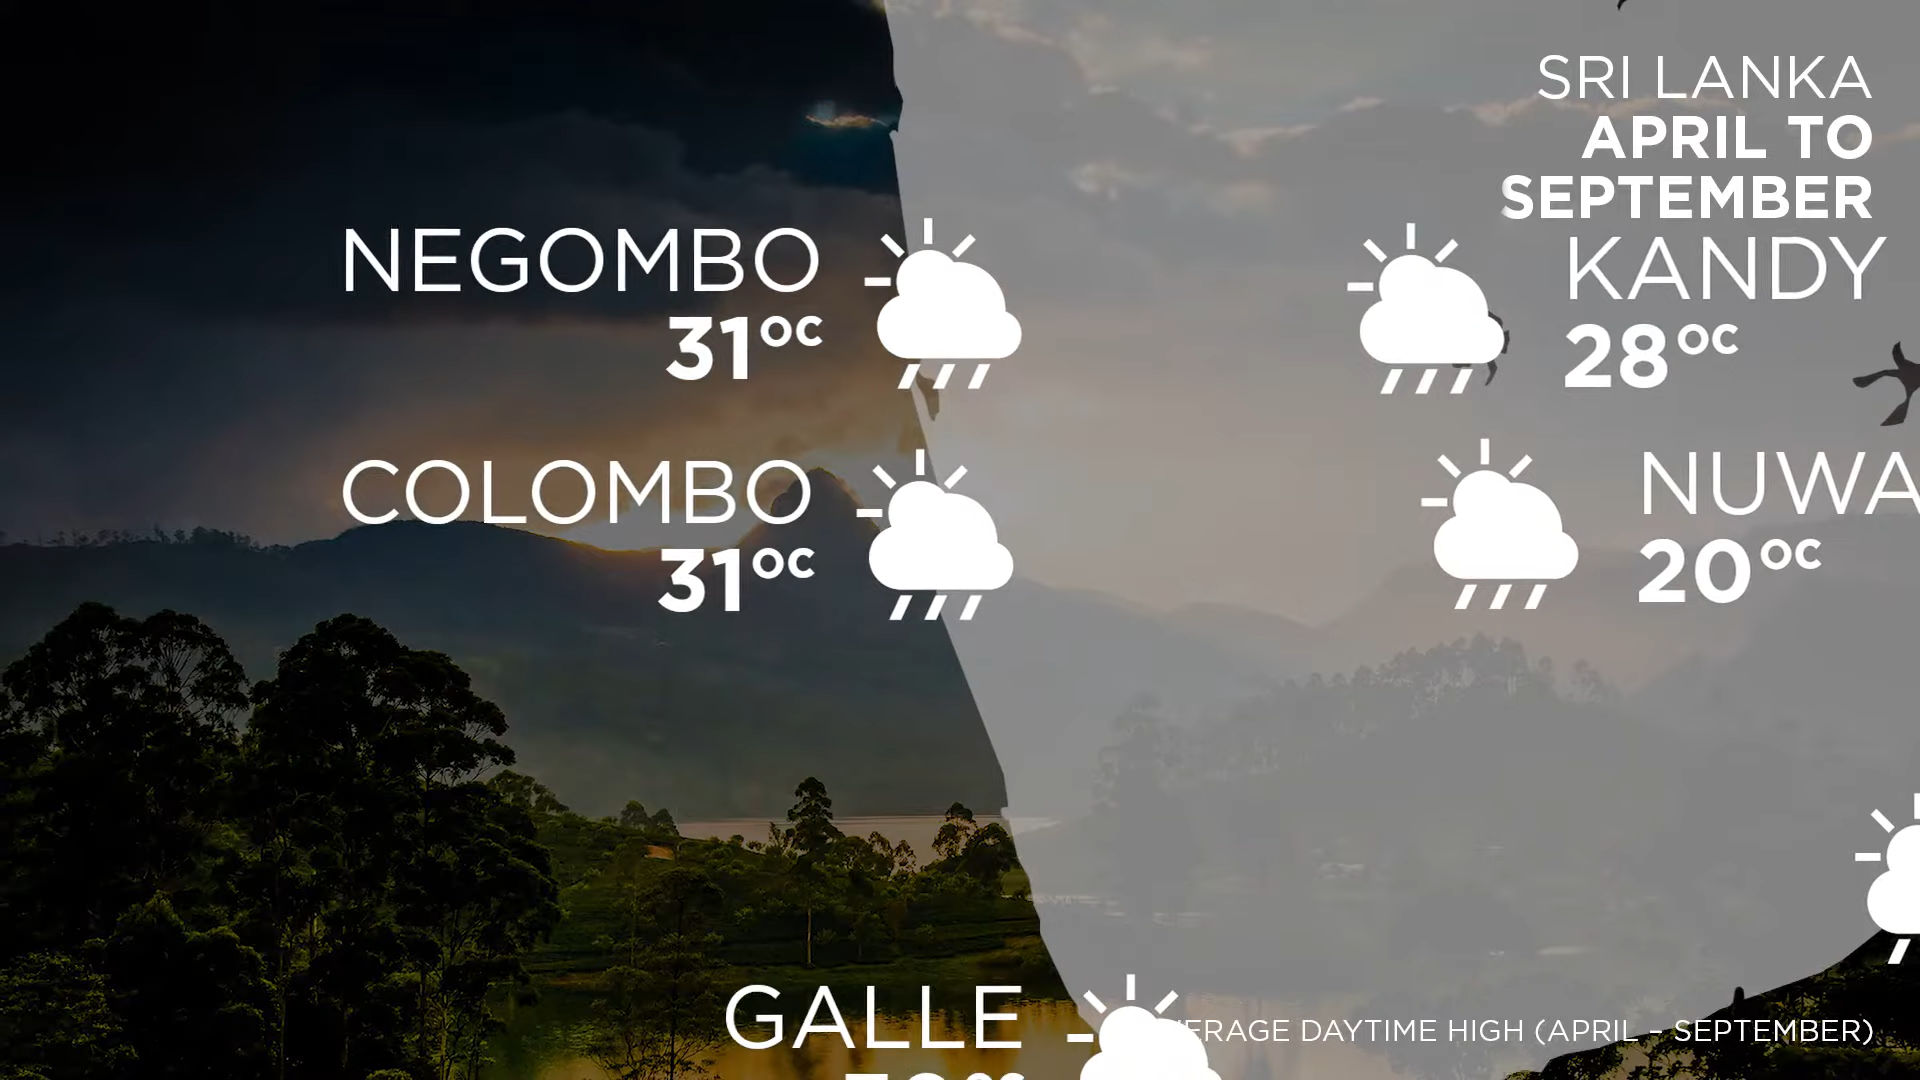 SRI LANKA
APRIL TO
SEPTEMBER
NEGOMBO
31°C
KANDY
28°C
COLOMBO
31°C
20°C
GALLE
DAYTIME HIGH (APRIL – SEPTEMBER)